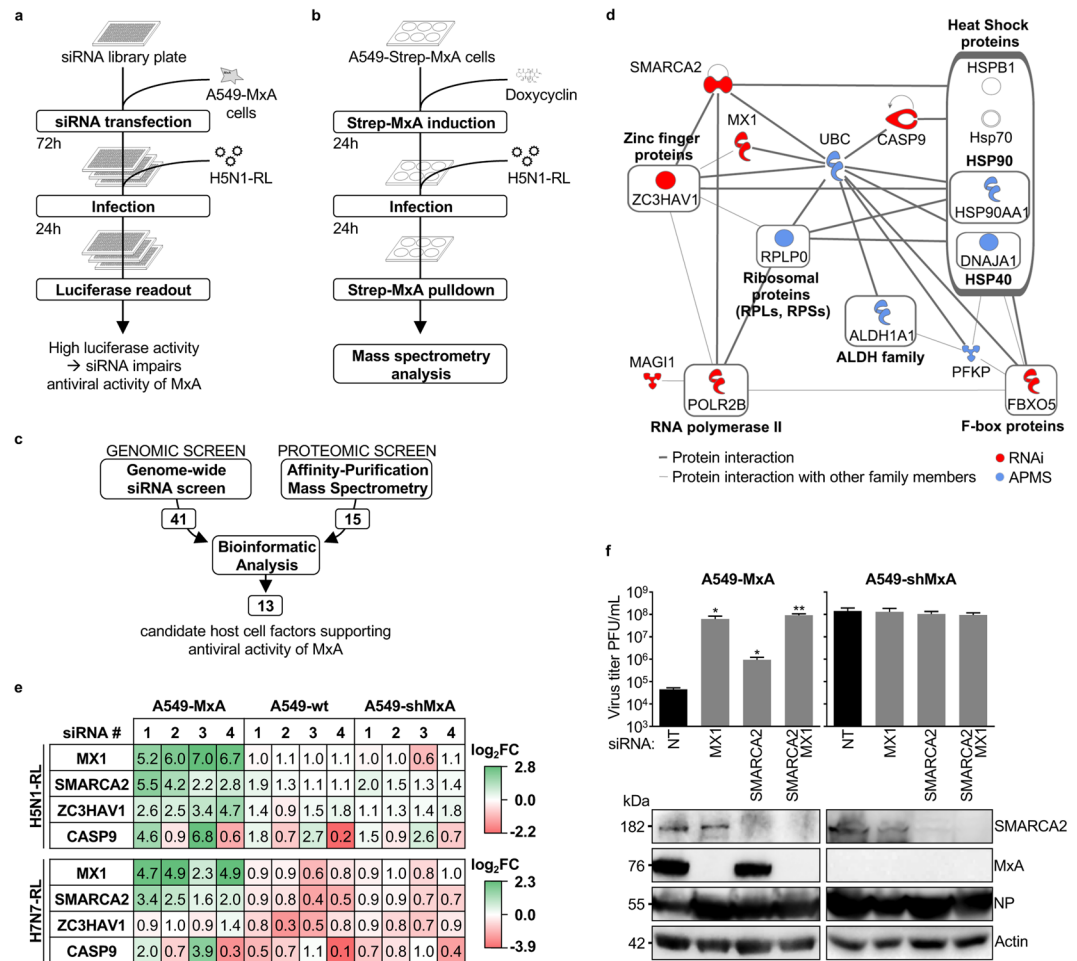 a
siRNA library plate
A549-MxA
cells
siRNA transfection
72h
H5N1-RL
Infection
24h
Luciferase readout
High luciferase activity
→ siRNA impairs
antiviral activity of MxA
b
A549-Strep-MxA cells
Doxycyclin
Strep-MxA induction
24h
H5N1-RL
Infection
24h
Strep-MxA pulldown
Mass spectrometry
analysis
c
GENOMIC SCREEN PROTEOMIC SCREEN
Genome-wide
siRNA screen
Affinity-Purification
Mass Spectrometry
41 15
Bioinformatic
Analysis
13
candidate host cell factors supporting
antiviral activity of MxA
d
Heat Shock
proteins
SMARCA2
HSPB1
MX1
UBC
CASP9
Hsp70
Zinc finger
proteins
ZC3HAV1
HSP90
HSP90AA1
RPLP0
DNAJA1
HSP40
Ribosomal
proteins
(RPLs, RPSs)
ALDH1A1
ALDH family
PFKP
MAGI1
POLR2B
FBXO5
RNA polymerase II
F-box proteins
Protein interaction
Protein interaction with other family members
RNAi
APMS
e
A549-MxA A549-wt A549-shMxA
siRNA # 1 2 3 4 1 2 3 4 1 2 3 4
H5N1-RL
MX1 5.2 6.0 7.0 6.7 1.0 1.1 1.0 1.1 1.0 1.0 0.6 1.1
SMARCA2 5.5 4.2 2.2 2.8 1.9 1.3 1.1 1.1 2.0 1.5 1.3 1.4
ZC3HAV1 2.6 2.5 3.4 4.7 1.4 0.9 1.5 1.8 1.1 1.3 1.4 1.8
CASP9 4.6 0.9 6.8 0.6 1.8 0.7 2.7 0.2 1.5 0.9 2.6 0.7
log2FC
2.8
0.0
-2.2
H7N7-RL
MX1 4.7 4.9 2.3 4.9 0.9 0.9 0.6 0.8 1.0 0.9 0.8 1.0
SMARCA2 3.4 2.5 1.6 2.0 0.9 0.8 0.4 0.5 0.9 0.9 0.7 0.7
ZC3HAV1 0.9 1.0 0.9 1.4 0.8 0.3 0.5 0.8 0.9 0.7 0.8 0.9
CASP9 2.0 0.7 3.9 0.3 0.5 0.7 1.1 0.1 0.7 0.8 1.0 0.4
log2FC
2.3
0.0
-3.9
f
A549-MxA A549-shMxA
Virus titer PFU/mL
10^9
10^8
10^7
10^6
10^5
10^4
10^3
* * **
siRNA:
NT
MX1
SMARCA2
SMARCA2
MX1
NT
MX1
SMARCA2
SMARCA2
MX1
kDa
182 SMARCA2
76 MxA
55 NP
42 Actin